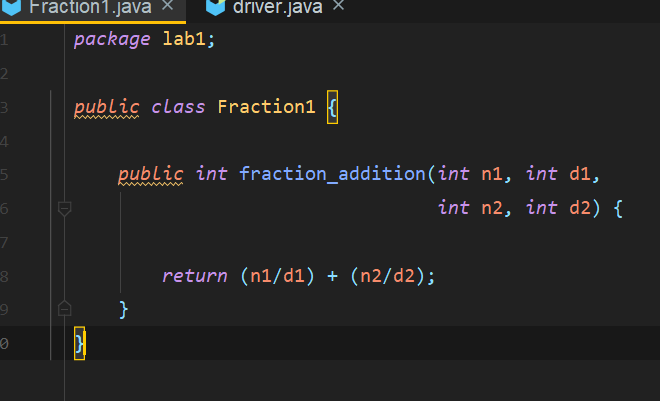 Fraction1.java × driver.java ×
1 package lab1;
2
3 public class Fraction1 {
4
5 public int fraction_addition(int n1, int d1,
6 int n2, int d2) {
7
8 return (n1/d1) + (n2/d2);
9 }
0 }